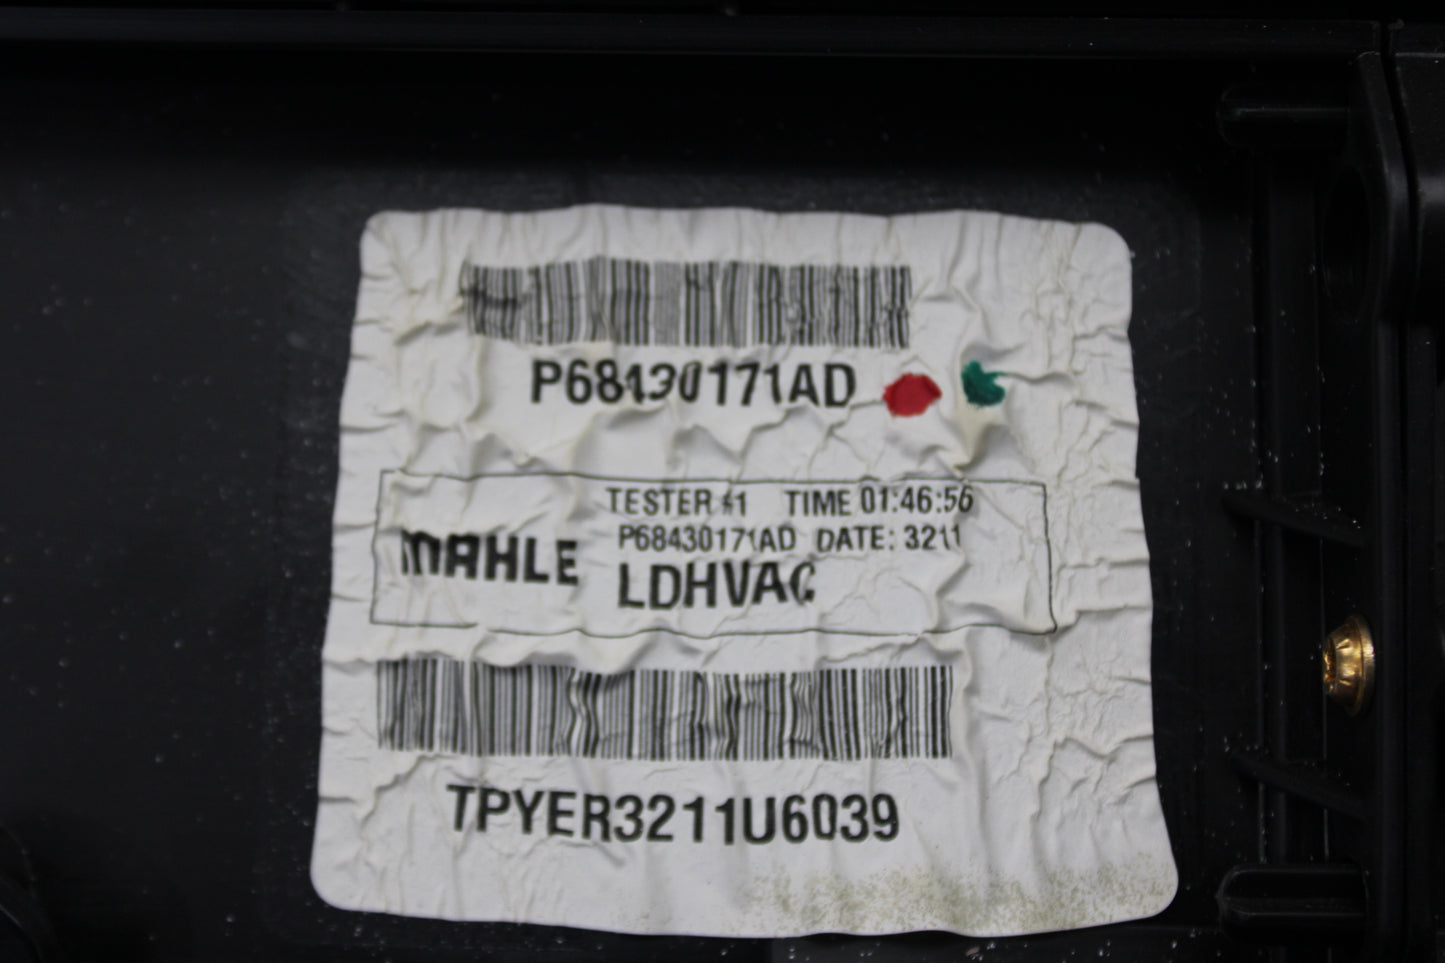 P68430171AD
TESTER #1 TIME 01:46:56
P68430171AD DATE: 3211
MAHLE
LDHVAC
TPYER3211U6039